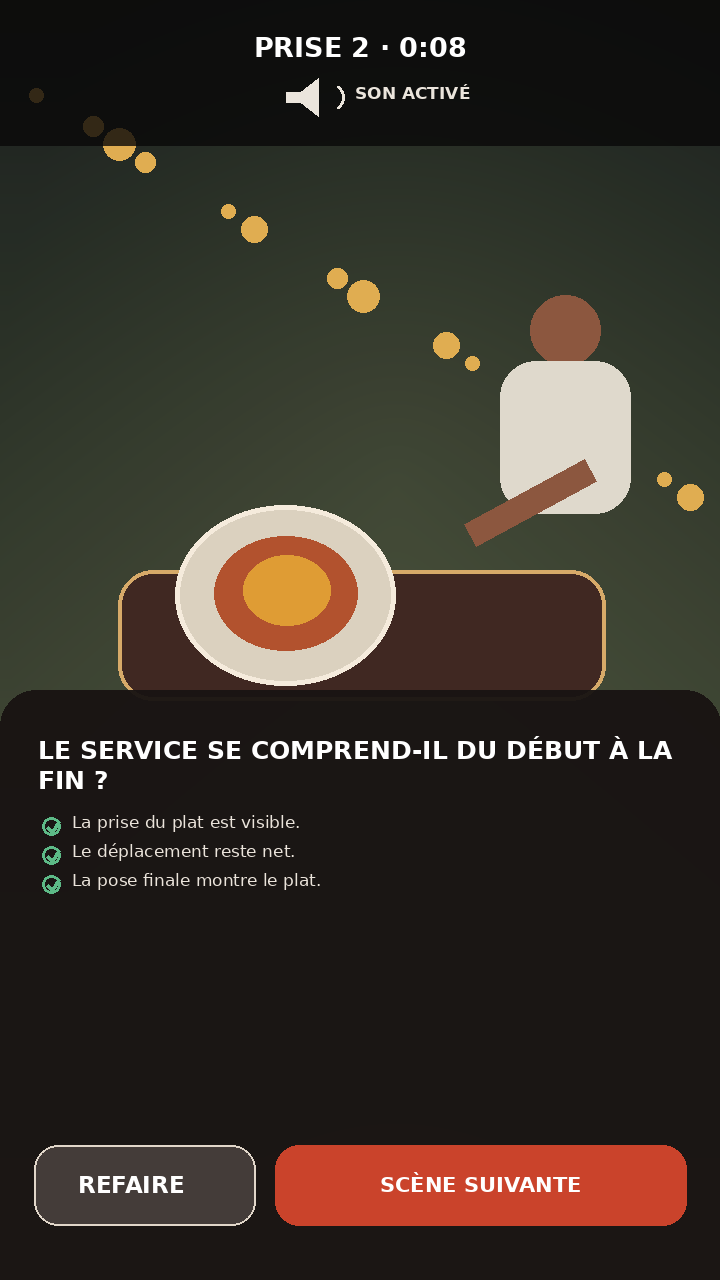 PRISE 2 · 0:08
SON ACTIVÉ
LE SERVICE SE COMPREND-IL DU DÉBUT À LA
FIN ?
La prise du plat est visible.
Le déplacement reste net.
La pose finale montre le plat.
REFAIRE
SCÈNE SUIVANTE